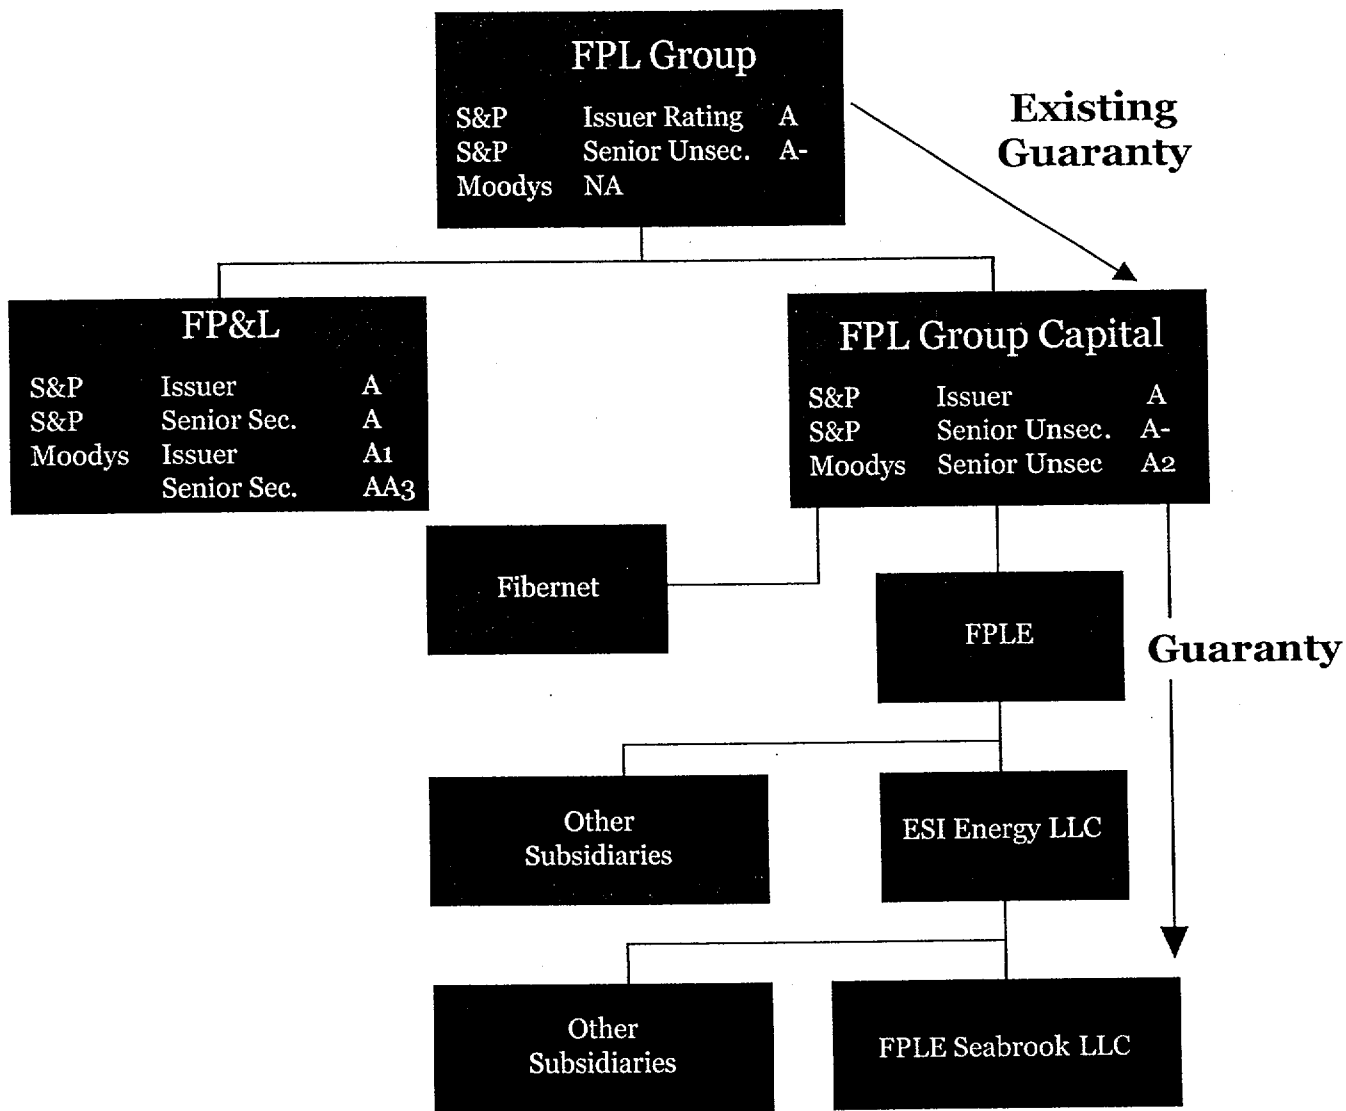 FPL Group
S&P Issuer Rating A
S&P Senior Unsec. A-
Moodys NA
Existing
Guaranty
FP&L
S&P Issuer A
S&P Senior Sec. A
Moodys Issuer A1
Senior Sec. AA3
FPL Group Capital
S&P Issuer A
S&P Senior Unsec. A-
Moodys Senior Unsec A2
Fibernet
FPLE
Guaranty
Other
Subsidiaries
ESI Energy LLC
Other
Subsidiaries
FPLE Seabrook LLC